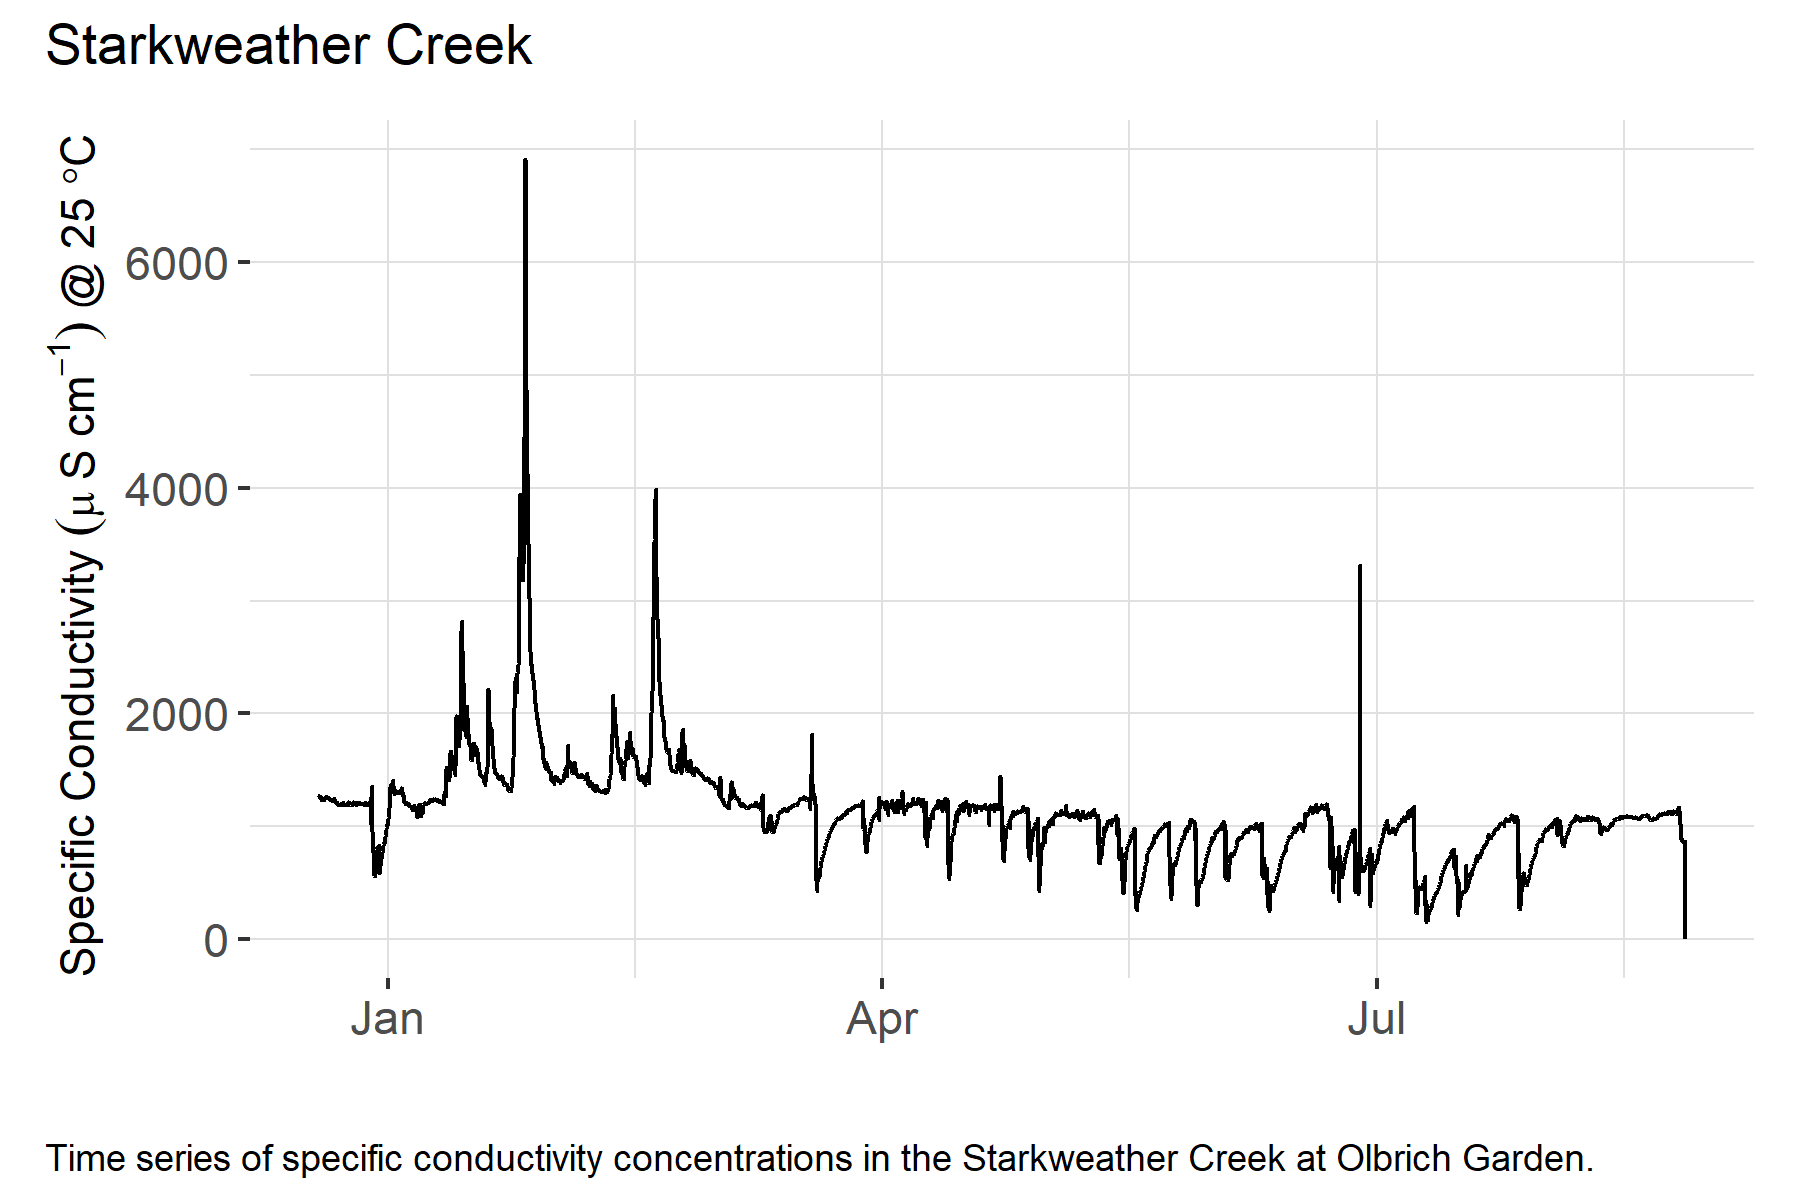 Starkweather Creek
Specific Conductivity (μ S cm⁻¹) @ 25 °C
6000
4000
2000
0
Jan Apr Jul
Time series of specific conductivity concentrations in the Starkweather Creek at Olbrich Garden.